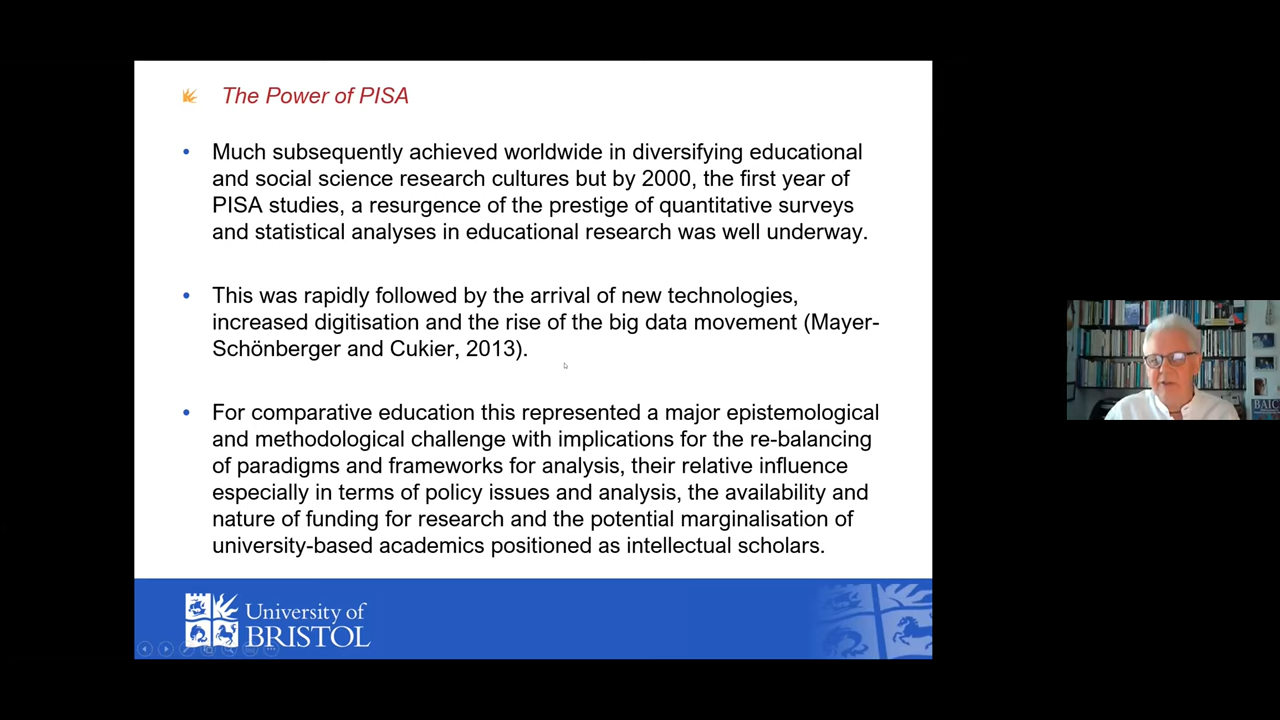 The Power of PISA
• Much subsequently achieved worldwide in diversifying educational
and social science research cultures but by 2000, the first year of
PISA studies, a resurgence of the prestige of quantitative surveys
and statistical analyses in educational research was well underway.
• This was rapidly followed by the arrival of new technologies,
increased digitisation and the rise of the big data movement (Mayer-
Schönberger and Cukier, 2013).
• For comparative education this represented a major epistemological
and methodological challenge with implications for the re-balancing
of paradigms and frameworks for analysis, their relative influence
especially in terms of policy issues and analysis, the availability and
nature of funding for research and the potential marginalisation of
university-based academics positioned as intellectual scholars.
University of
BRISTOL
BAIC